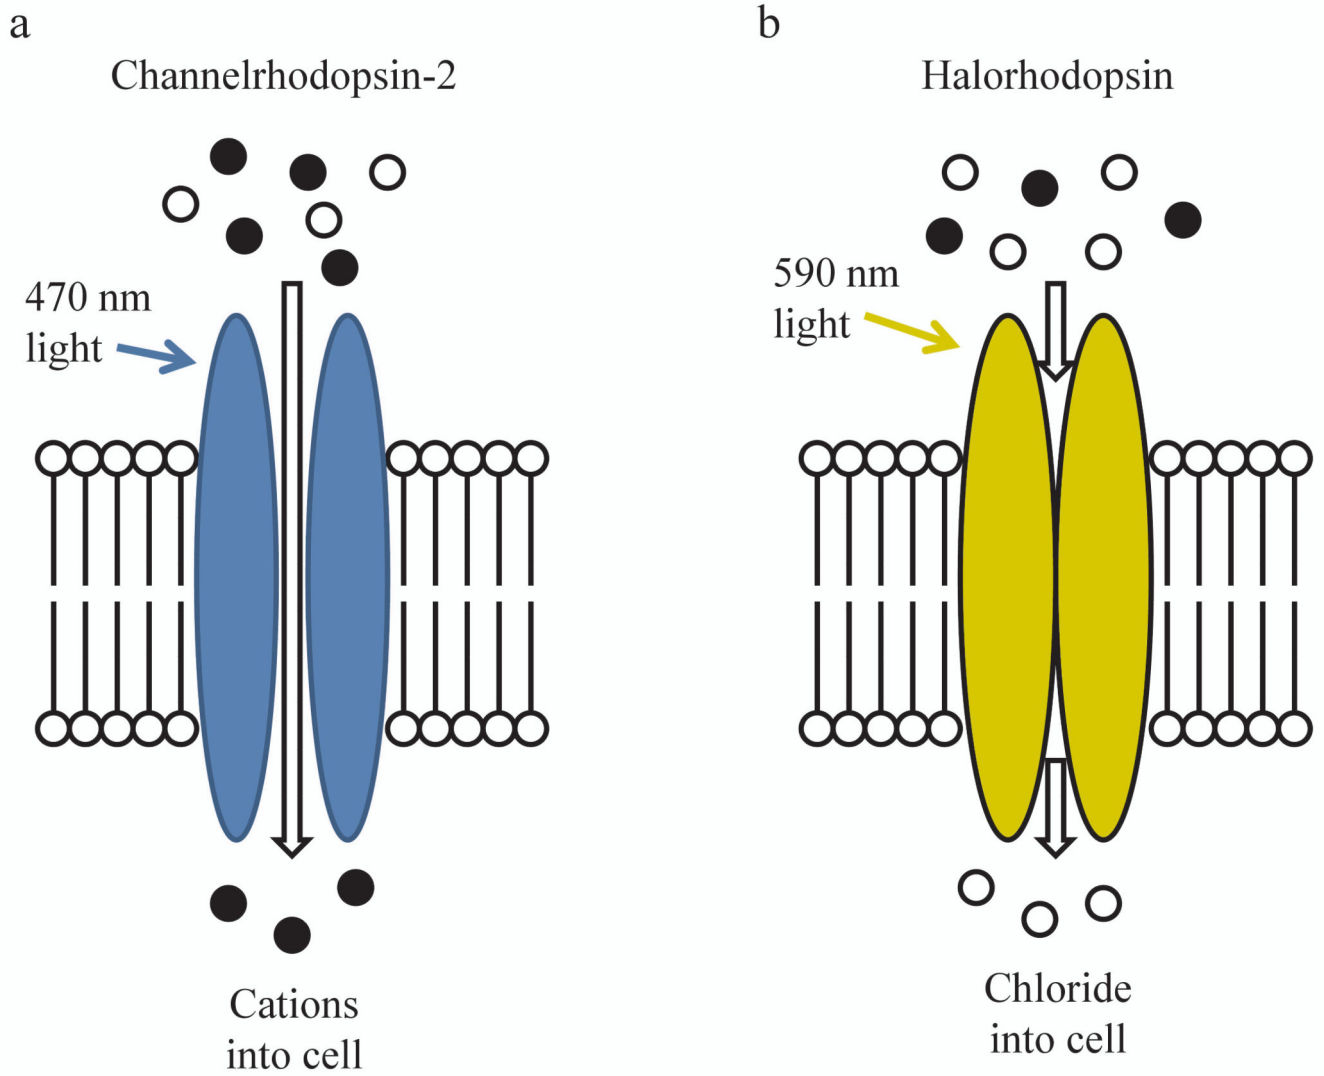 a
Channelrhodopsin-2
470 nm
light
Cations
into cell
b
Halorhodopsin
590 nm
light
Chloride
into cell